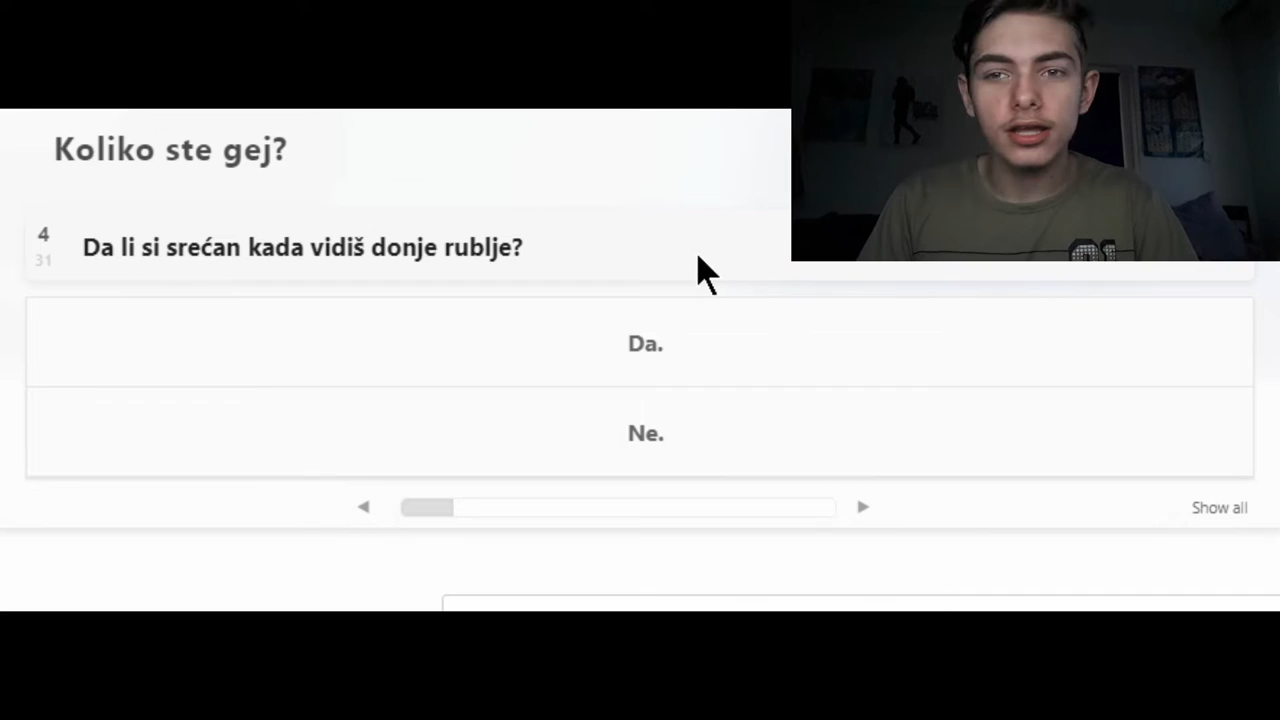 Koliko ste gej?
4
31
Da li si srećan kada vidiš donje rublje?
Da.
Ne.
Show all